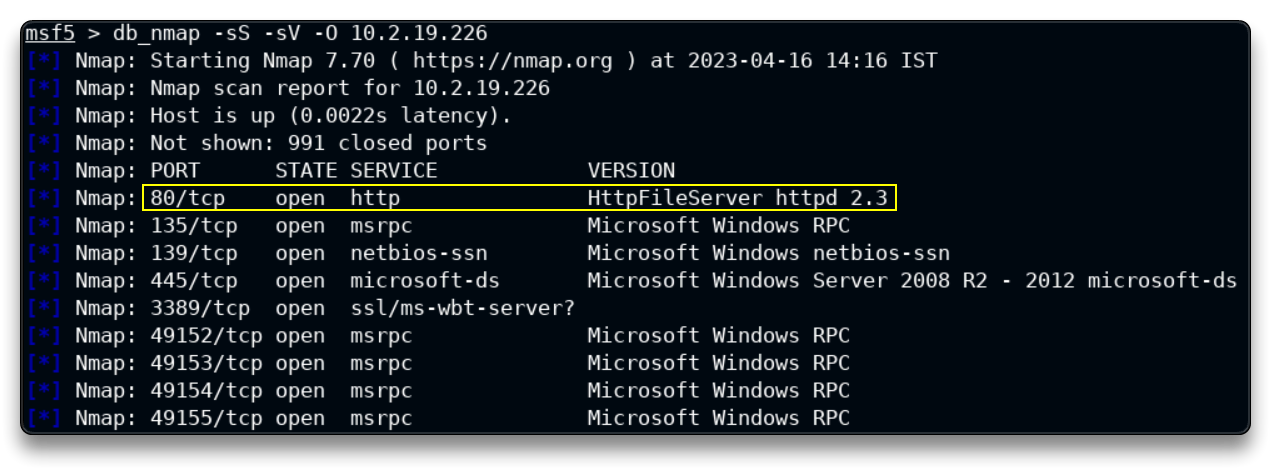 msf5 > db_nmap -sS -sV -O 10.2.19.226
[*] Nmap: Starting Nmap 7.70 ( https://nmap.org ) at 2023-04-16 14:16 IST
[*] Nmap: Nmap scan report for 10.2.19.226
[*] Nmap: Host is up (0.0022s latency).
[*] Nmap: Not shown: 991 closed ports
[*] Nmap: PORT      STATE SERVICE            VERSION
[*] Nmap: 80/tcp    open  http               HttpFileServer httpd 2.3
[*] Nmap: 135/tcp   open  msrpc              Microsoft Windows RPC
[*] Nmap: 139/tcp   open  netbios-ssn        Microsoft Windows netbios-ssn
[*] Nmap: 445/tcp   open  microsoft-ds       Microsoft Windows Server 2008 R2 - 2012 microsoft-ds
[*] Nmap: 3389/tcp  open  ssl/ms-wbt-server?
[*] Nmap: 49152/tcp open  msrpc              Microsoft Windows RPC
[*] Nmap: 49153/tcp open  msrpc              Microsoft Windows RPC
[*] Nmap: 49154/tcp open  msrpc              Microsoft Windows RPC
[*] Nmap: 49155/tcp open  msrpc              Microsoft Windows RPC